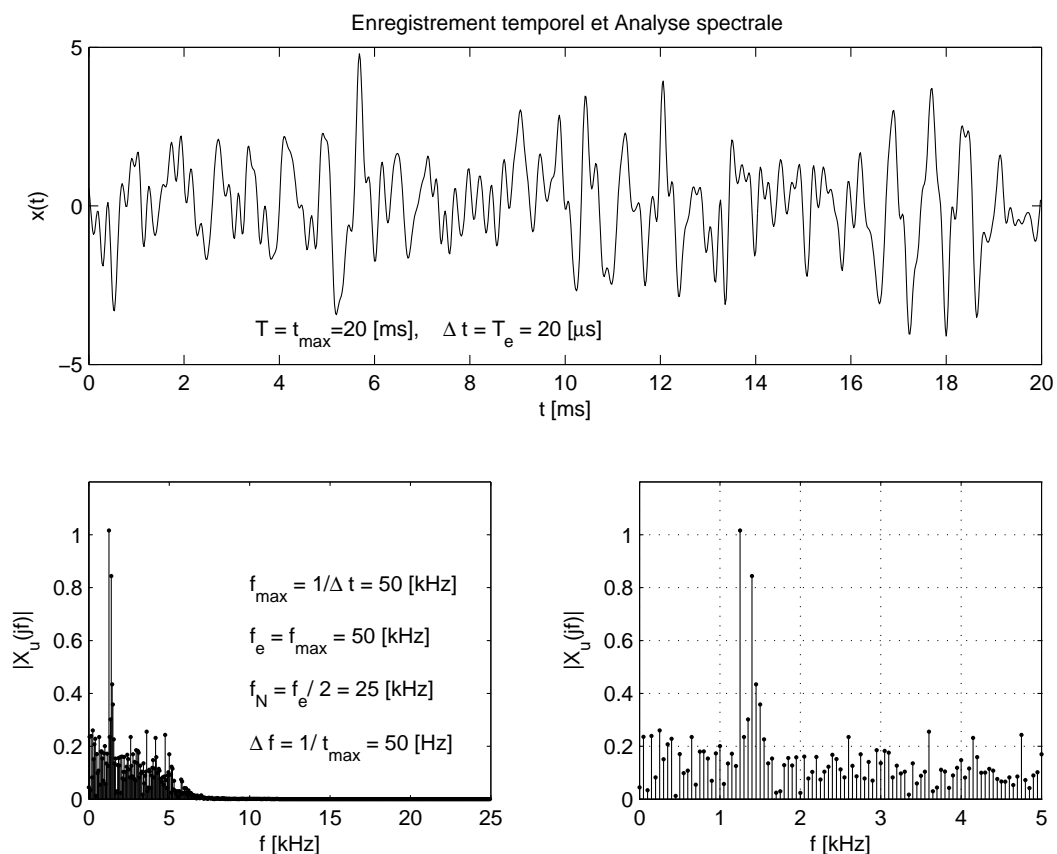 Enregistrement temporel et Analyse spectrale
5
0
−5
x(t)
T = t_max=20 [ms],    Δ t = T_e = 20 [μs]
0 2 4 6 8 10 12 14 16 18 20
t [ms]
1
0.8
0.6
0.4
0.2
0
|X_u(jf)|
f_max = 1/Δ t = 50 [kHz]
f_e = f_max = 50 [kHz]
f_N = f_e/ 2 = 25 [kHz]
Δ f = 1/ t_max = 50 [Hz]
0 5 10 15 20 25
f [kHz]
1
0.8
0.6
0.4
0.2
0
|X_u(jf)|
0 1 2 3 4 5
f [kHz]